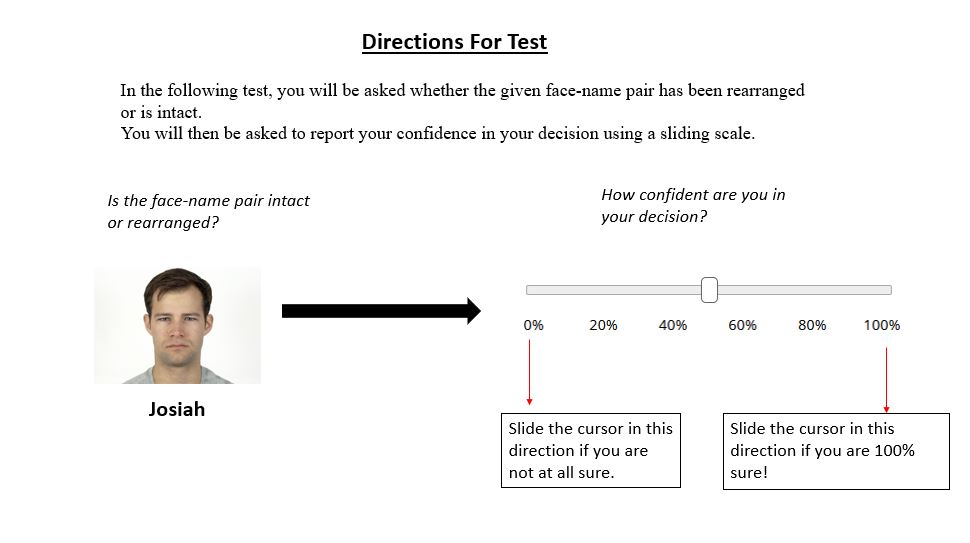 Directions For Test
In the following test, you will be asked whether the given face-name pair has been rearranged
or is intact.
You will then be asked to report your confidence in your decision using a sliding scale.
Is the face-name pair intact
or rearranged?
Josiah
How confident are you in
your decision?
0% 20% 40% 60% 80% 100%
Slide the cursor in this
direction if you are
not at all sure.
Slide the cursor in this
direction if you are 100%
sure!